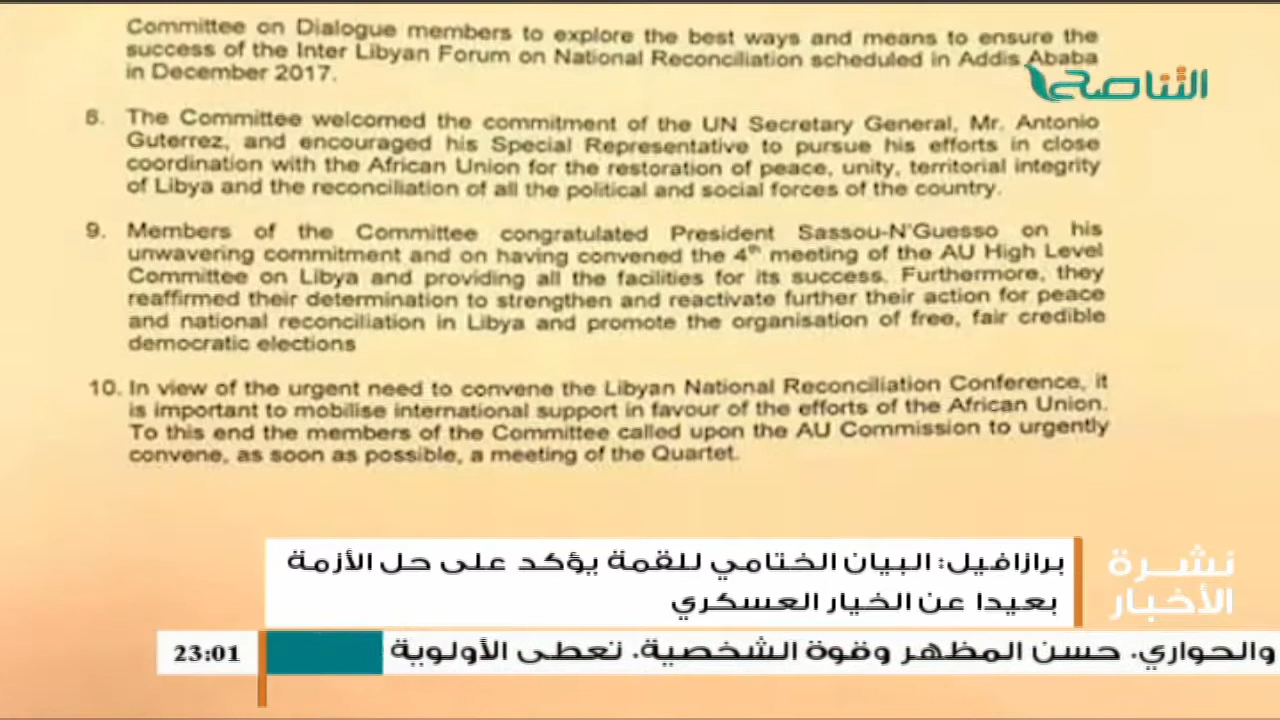 Committee on Dialogue members to explore the best ways and means to ensure the
success of the Inter Libyan Forum on National Reconciliation scheduled in Addis Ababa
in December 2017.
التناصح
8. The Committee welcomed the commitment of the UN Secretary General, Mr. Antonio
Guterrez, and encouraged his Special Representative to pursue his efforts in close
coordination with the African Union for the restoration of peace, unity, territorial integrity
of Libya and the reconciliation of all the political and social forces of the country.
9. Members of the Committee congratulated President Sassou-N'Guesso on his
unwavering commitment and on having convened the 4th meeting of the AU High Level
Committee on Libya and providing all the facilities for its success. Furthermore, they
reaffirmed their determination to strengthen and reactivate further their action for peace
and national reconciliation in Libya and promote the organisation of free, fair credible
democratic elections
10. In view of the urgent need to convene the Libyan National Reconciliation Conference, it
is important to mobilise international support in favour of the efforts of the African Union.
To this end the members of the Committee called upon the AU Commission to urgently
convene, as soon as possible, a meeting of the Quartet.
نشرة
الأخبار
برازافيل: البيان الختامي للقمة يؤكد على حل الأزمة
بعيدا عن الخيار العسكري
والحواري. حسن المظهر وقوة الشخصية. تعطى الأولوية
23:01